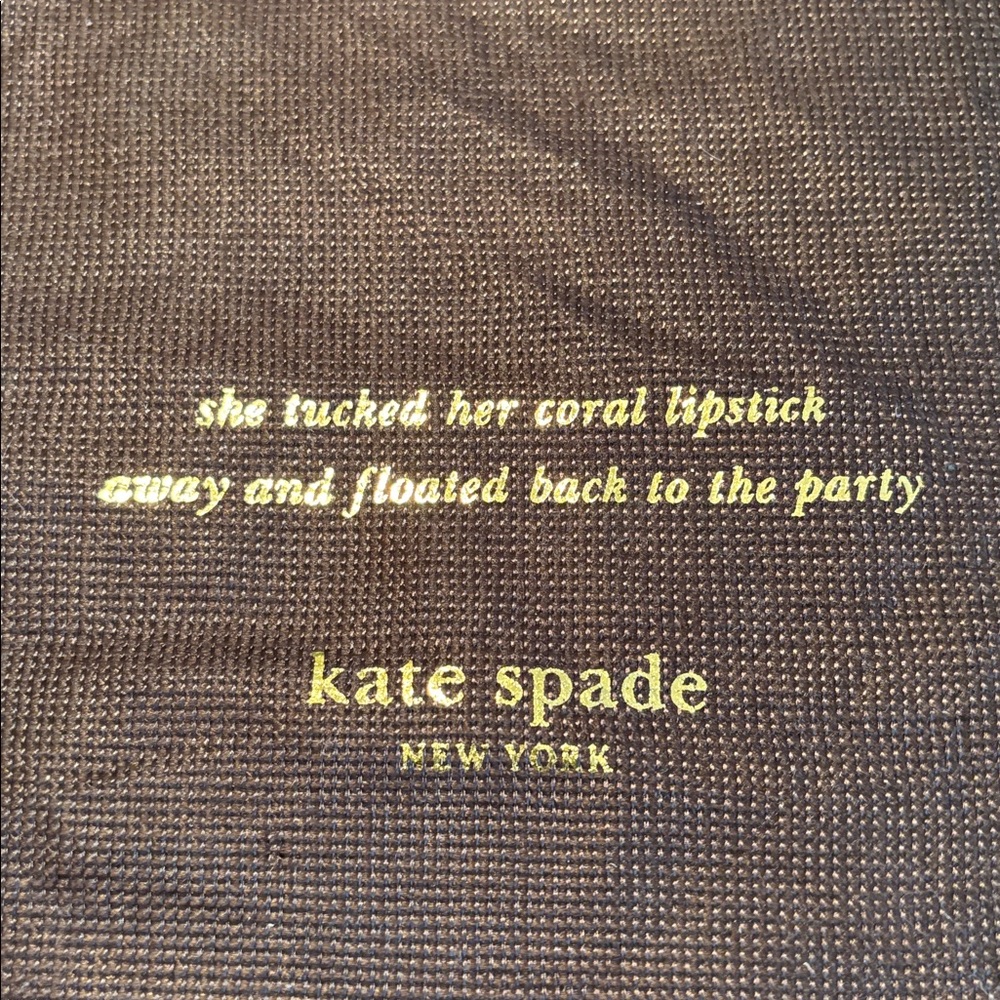 she tucked her coral lipstick
away and floated back to the party
kate spade
NEW YORK